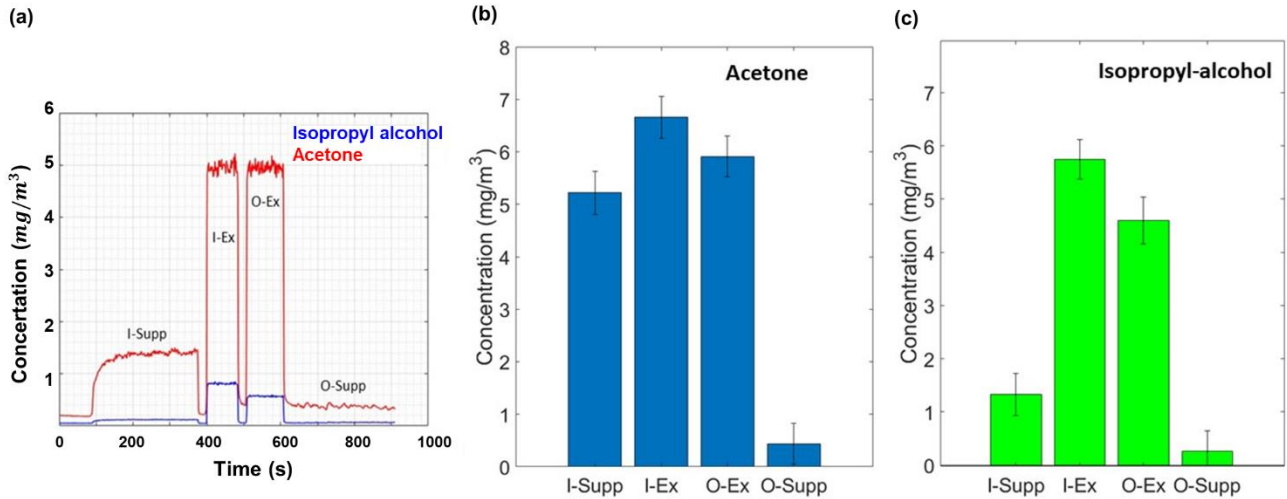 (a)
Concertation (mg/m³)
6
5
4
3
2
1
Isopropyl alcohol
Acetone
I-Supp
I-Ex
O-Ex
O-Supp
0 200 400 600 800 1000
Time (s)
(b)
Concentration (mg/m³)
8
7
6
5
4
3
2
1
0
Acetone
I-Supp I-Ex O-Ex O-Supp
(c)
Concentration (mg/m³)
7
6
5
4
3
2
1
0
Isopropyl-alcohol
I-Supp I-Ex O-Ex O-Supp